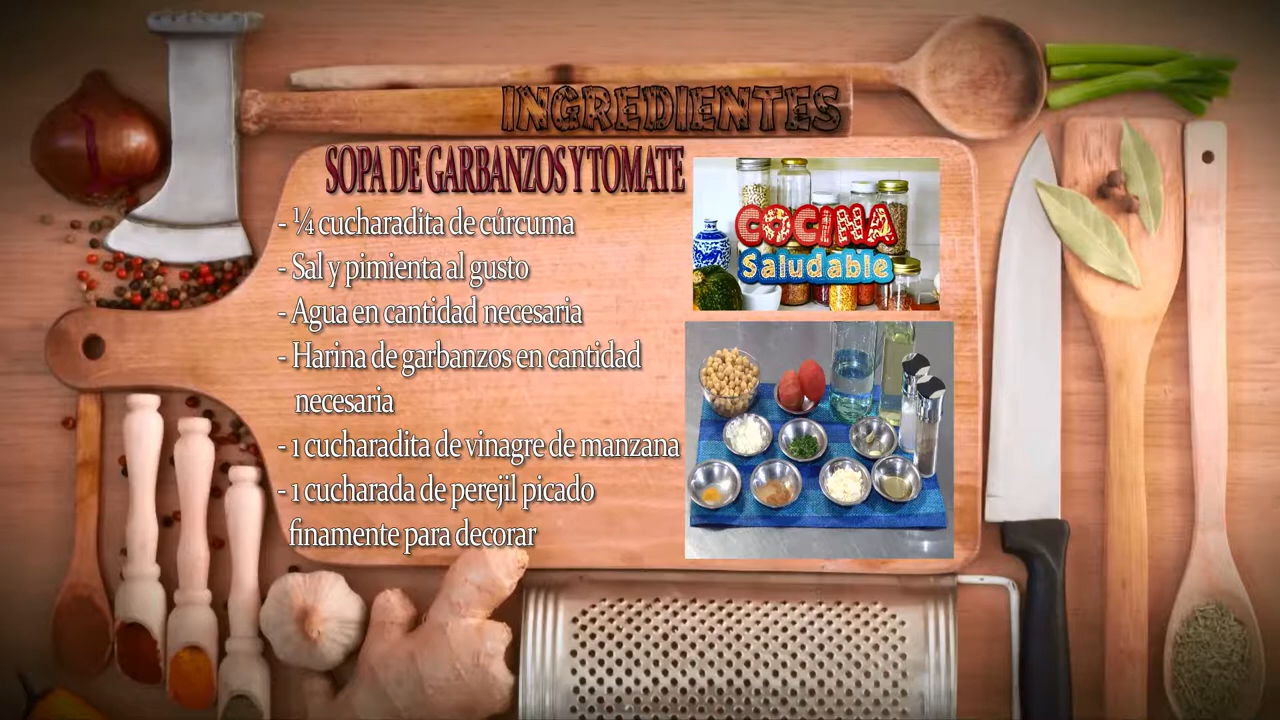 INGREDIENTES
SOPA DE GARBANZOS Y TOMATE
- ¼ cucharadita de cúrcuma
- Sal y pimienta al gusto
- Agua en cantidad necesaria
- Harina de garbanzos en cantidad
necesaria
- 1 cucharadita de vinagre de manzana
- 1 cucharada de perejil picado
finamente para decorar
COCINA
Saludable